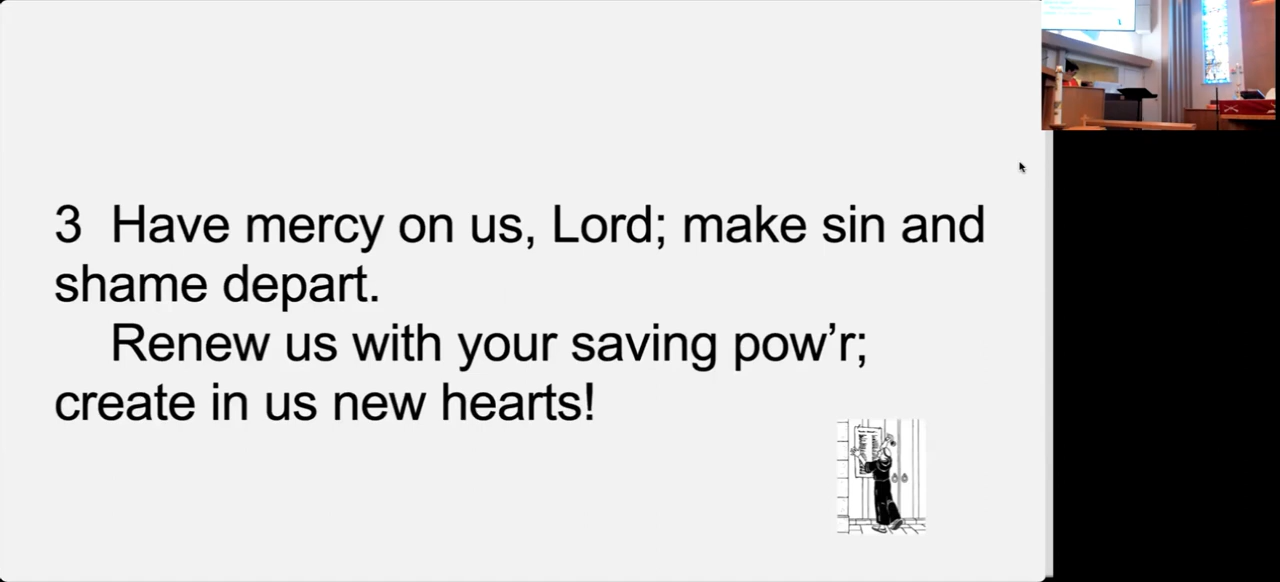 3  Have mercy on us, Lord; make sin and
shame depart.
Renew us with your saving pow’r;
create in us new hearts!